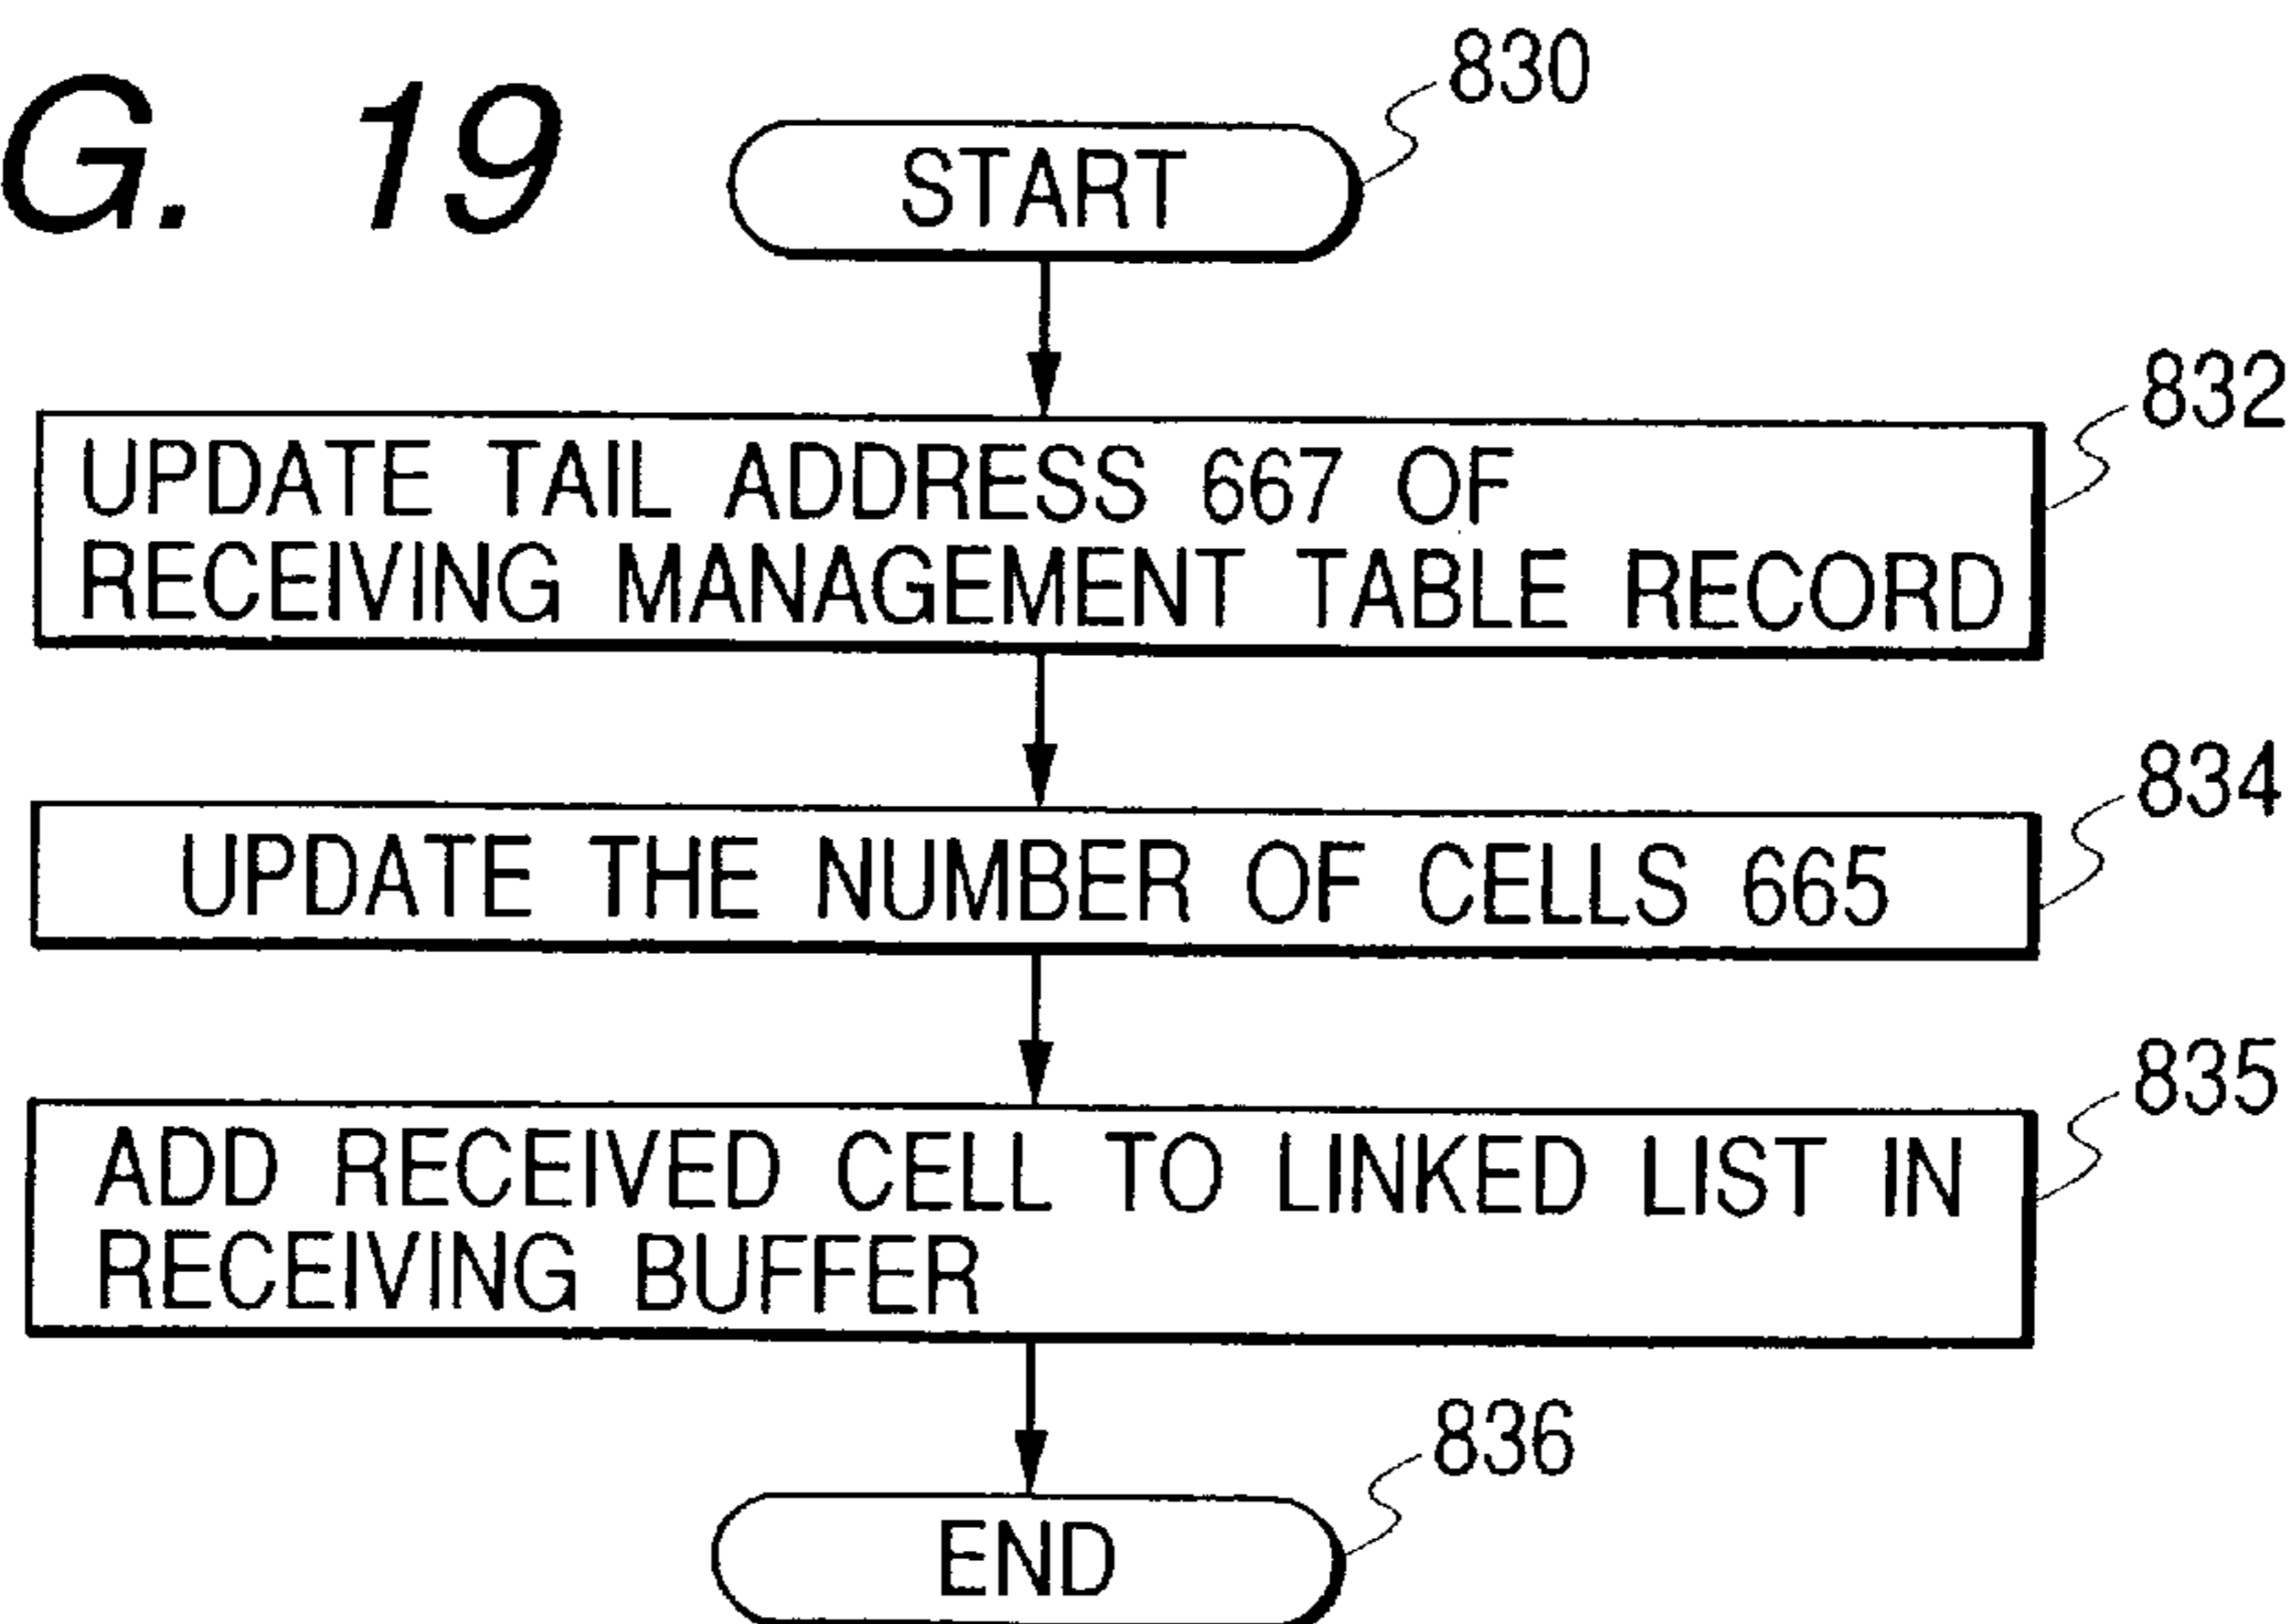 G. 19
830
START
832
UPDATE TAIL ADDRESS 667 OF
RECEIVING MANAGEMENT TABLE RECORD
834
UPDATE THE NUMBER OF CELLS 665
835
ADD RECEIVED CELL TO LINKED LIST IN
RECEIVING BUFFER
836
END